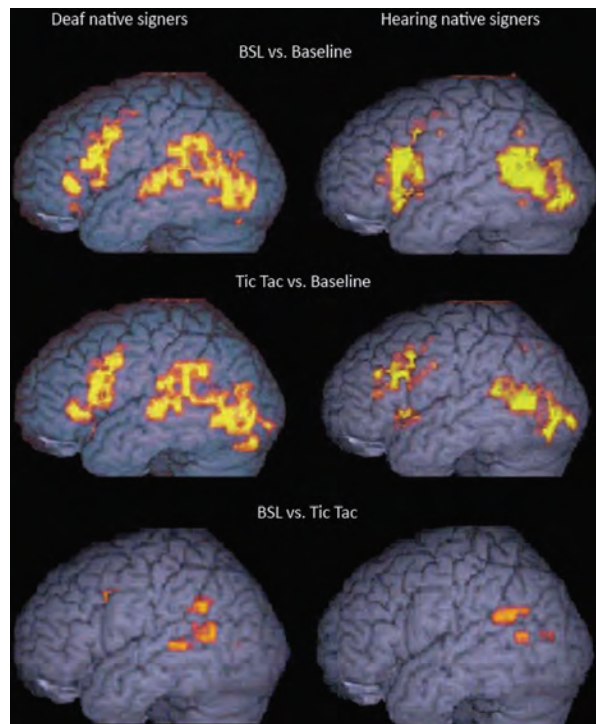 Deaf native signers
Hearing native signers
BSL vs. Baseline
Tic Tac vs. Baseline
BSL vs. Tic Tac